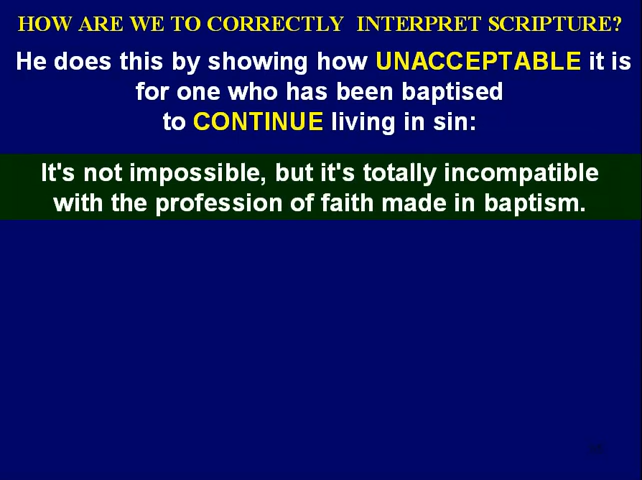 HOW ARE WE TO CORRECTLY INTERPRET SCRIPTURE?
He does this by showing how UNACCEPTABLE it is
for one who has been baptised
to CONTINUE living in sin:
It's not impossible, but it's totally incompatible
with the profession of faith made in baptism.